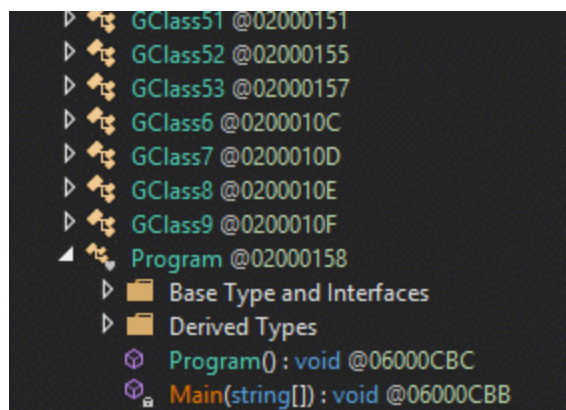 GClass51 @02000151
GClass52 @02000155
GClass53 @02000157
GClass6 @0200010C
GClass7 @0200010D
GClass8 @0200010E
GClass9 @0200010F
Program @02000158
Base Type and Interfaces
Derived Types
Program() : void @06000CBC
Main(string[]) : void @06000CBB